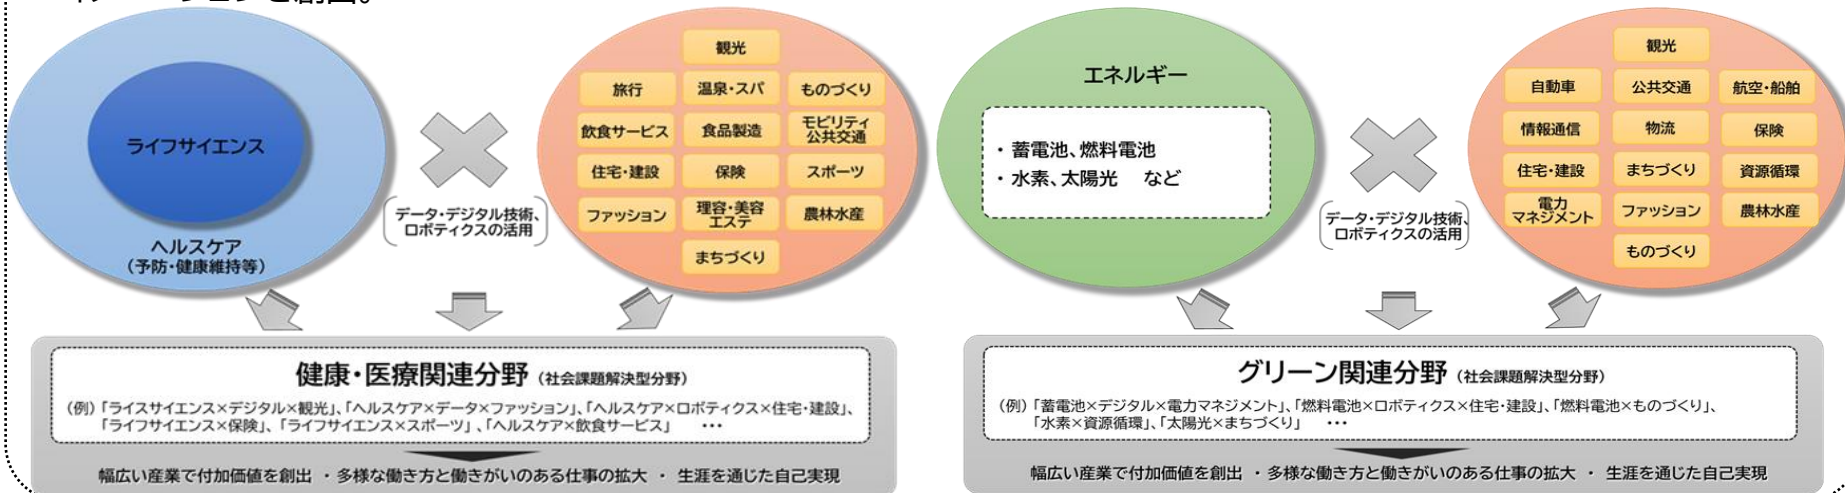 イノベーションを創出。
ライフサイエンス
ヘルスケア
（予防・健康維持等）
データ・デジタル技術、
ロボティクスの活用
観光
旅行
温泉・スパ
ものづくり
飲食サービス
食品製造
モビリティ
公共交通
住宅・建設
保険
スポーツ
ファッション
理容・美容
エステ
農林水産
まちづくり
健康・医療関連分野（社会課題解決型分野）
（例）「ライスサイエンス×デジタル×観光」、「ヘルスケア×データ×ファッション」、「ヘルスケア×ロボティクス×住宅・建設」、
「ライフサイエンス×保険」、「ライフサイエンス×スポーツ」、「ヘルスケア×飲食サービス」　・・・
幅広い産業で付加価値を創出 ・多様な働き方と働きがいのある仕事の拡大 ・ 生涯を通じた自己実現
エネルギー
・蓄電池、燃料電池
・水素、太陽光　など
データ・デジタル技術、
ロボティクスの活用
観光
自動車
公共交通
航空・船舶
情報通信
物流
保険
住宅・建設
まちづくり
資源循環
電力
マネジメント
ファッション
農林水産
ものづくり
グリーン関連分野（社会課題解決型分野）
（例）「蓄電池×デジタル×電力マネジメント」、「燃料電池×ロボティクス×住宅・建設」、「燃料電池×ものづくり」、
「水素×資源循環」、「太陽光×まちづくり」　・・・
幅広い産業で付加価値を創出 ・多様な働き方と働きがいのある仕事の拡大 ・ 生涯を通じた自己実現